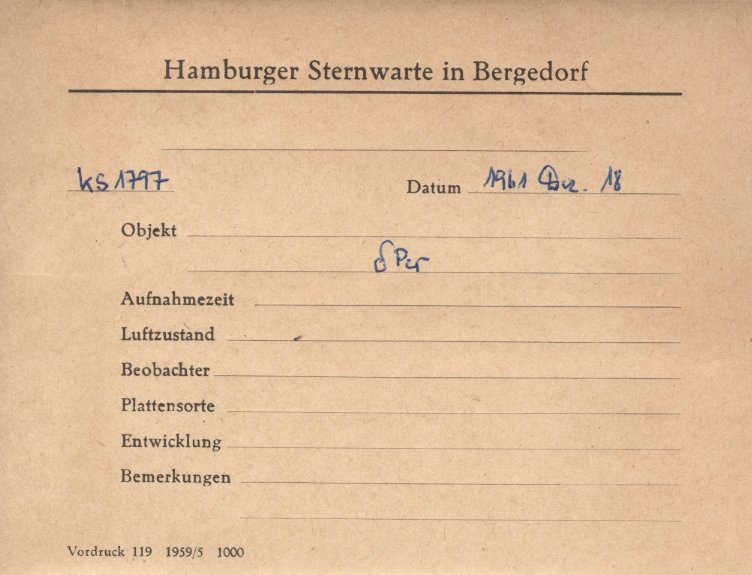 Hamburger Sternwarte in Bergedorf
KS 1797 Datum 1961 Dez. 18
Objekt
δ Per
Aufnahmezeit
Luftzustand
Beobachter
Plattensorte
Entwicklung
Bemerkungen
Vordruck 119 1959/5 1000